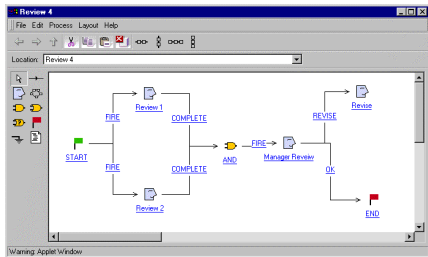 Review 4
File Edit Process Layout Help
Location: Review 4
START
FIRE
FIRE
Review 1
Review 2
COMPLETE
COMPLETE
AND
FIRE
Manager Reveiw
REVISE
Revise
OK
END
Warning: Applet Window